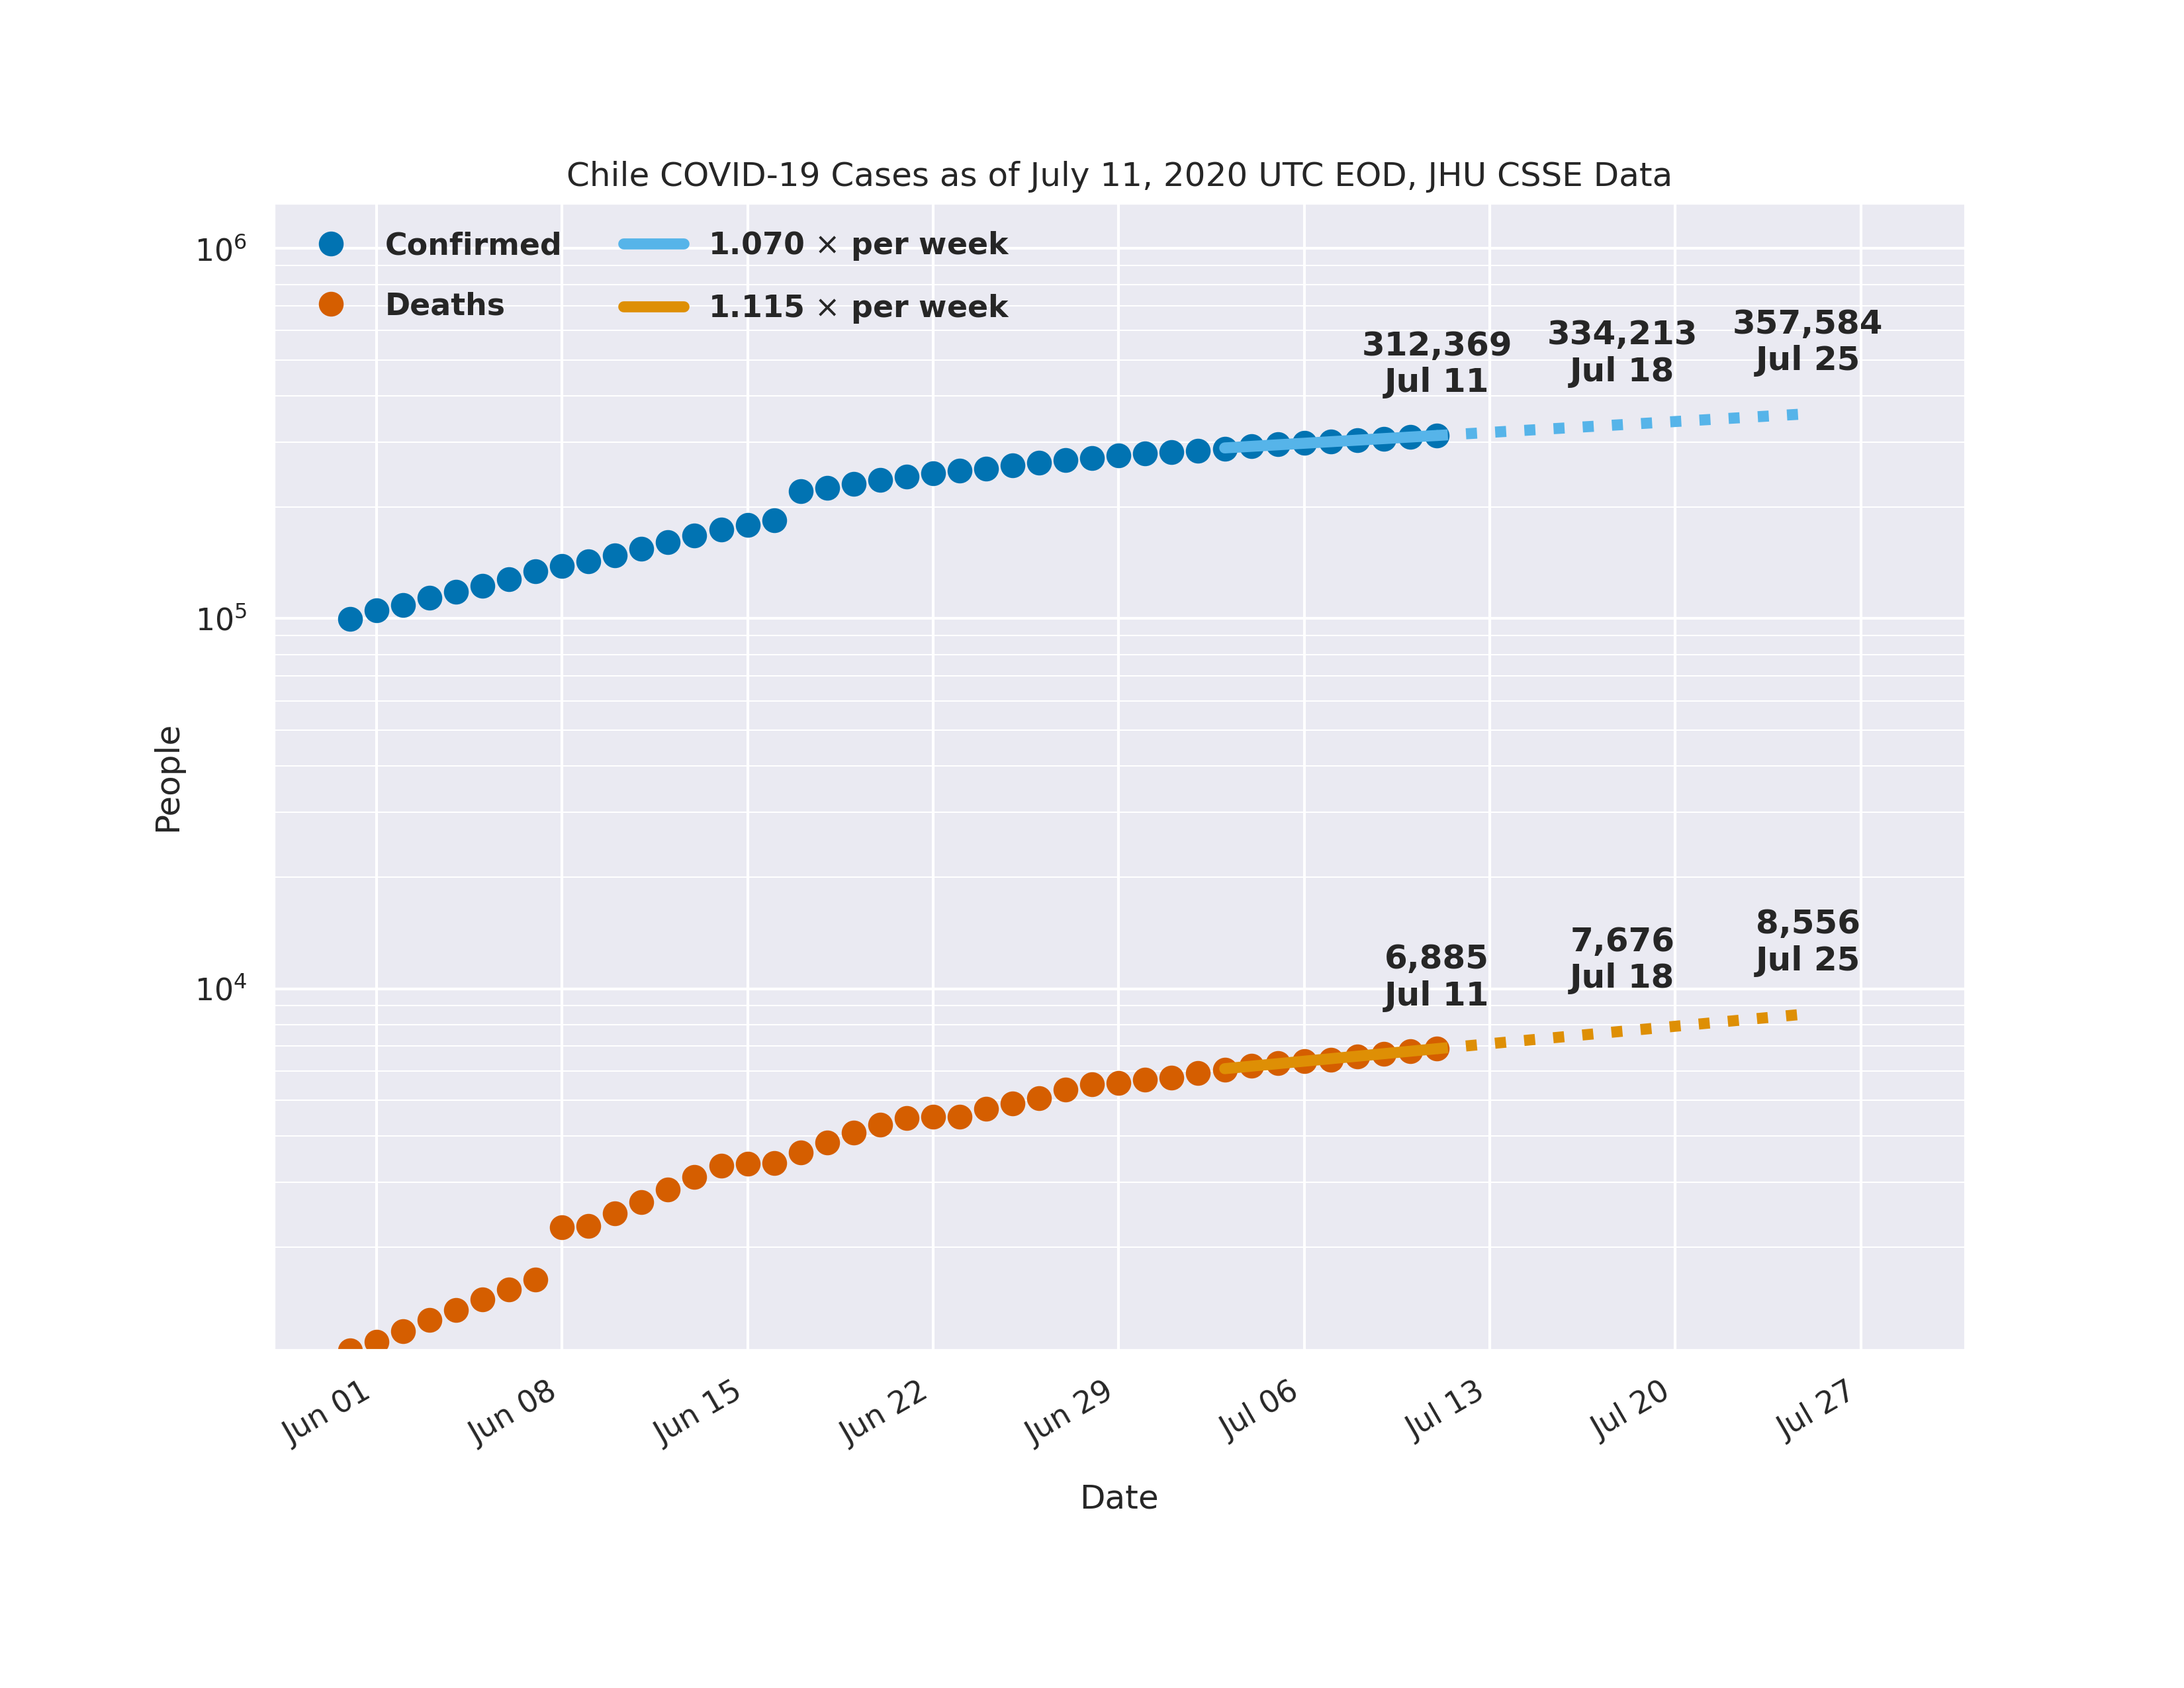 Chile COVID-19 Cases as of July 11, 2020 UTC EOD, JHU CSSE Data
Confirmed
Deaths
1.070 × per week
1.115 × per week
312,369
Jul 11
334,213
Jul 18
357,584
Jul 25
6,885
Jul 11
7,676
Jul 18
8,556
Jul 25
10⁶
10⁵
10⁴
People
Jun 01
Jun 08
Jun 15
Jun 22
Jun 29
Jul 06
Jul 13
Jul 20
Jul 27
Date